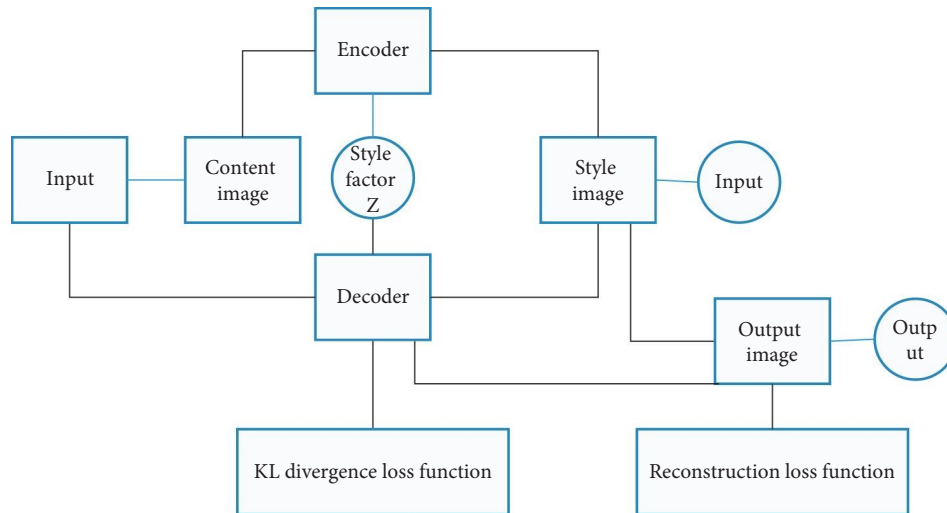 Encoder
Input
Content
image
Style
factor
Z
Style
image
Input
Decoder
Output
image
Outp
ut
KL divergence loss function
Reconstruction loss function